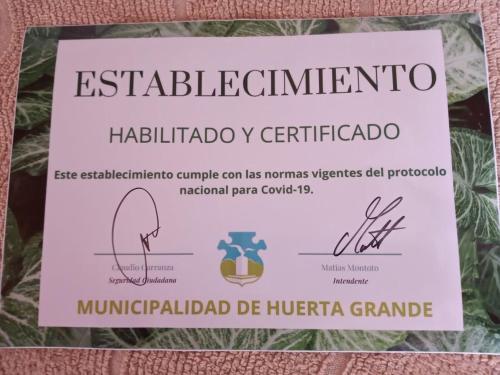 ESTABLECIMIENTO
HABILITADO Y CERTIFICADO
Este establecimiento cumple con las normas vigentes del protocolo
nacional para Covid-19.
Claudio Carranza Matías Montoto
Seguridad Ciudadana Intendente
MUNICIPALIDAD DE HUERTA GRANDE